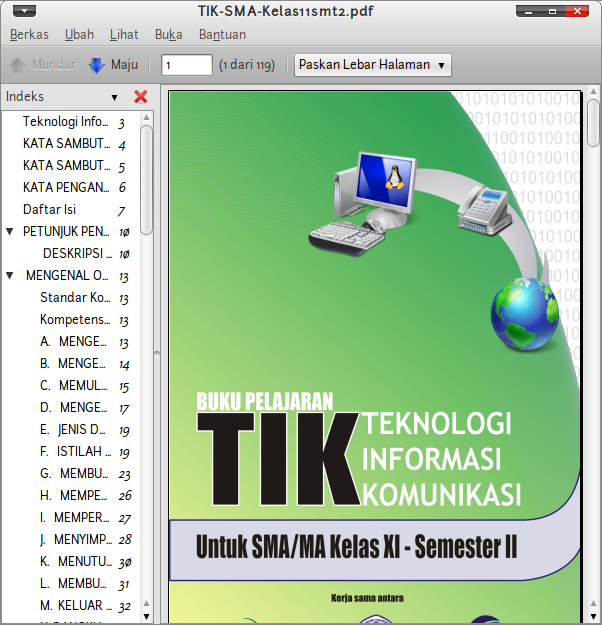 TIK-SMA-Kelas11smt2.pdf
Berkas Ubah Lihat Buka Bantuan
Mundur Maju 1 (1 dari 119) Paskan Lebar Halaman
Indeks
Teknologi Info... 3
KATA SAMBUT... 4
KATA SAMBUT... 5
KATA PENGAN... 6
Daftar Isi 7
PETUNJUK PEN... 10
DESKRIPSI ... 10
MENGENAL O... 13
Standar Ko... 13
Kompetens... 13
A. MENGE... 13
B. MENGE... 14
C. MEMUL... 15
D. MENGE... 17
E. JENIS D... 19
F. ISTILAH ... 19
G. MEMBU... 23
H. MEMPE... 26
I. MEMPER... 27
J. MENYIMP... 28
K. MENUTU... 30
L. MEMBU... 31
M. KELUAR ... 32
BUKU PELAJARAN
TIK
TEKNOLOGI
INFORMASI
KOMUNIKASI
Untuk SMA/MA Kelas XI - Semester II
Kerja sama antara